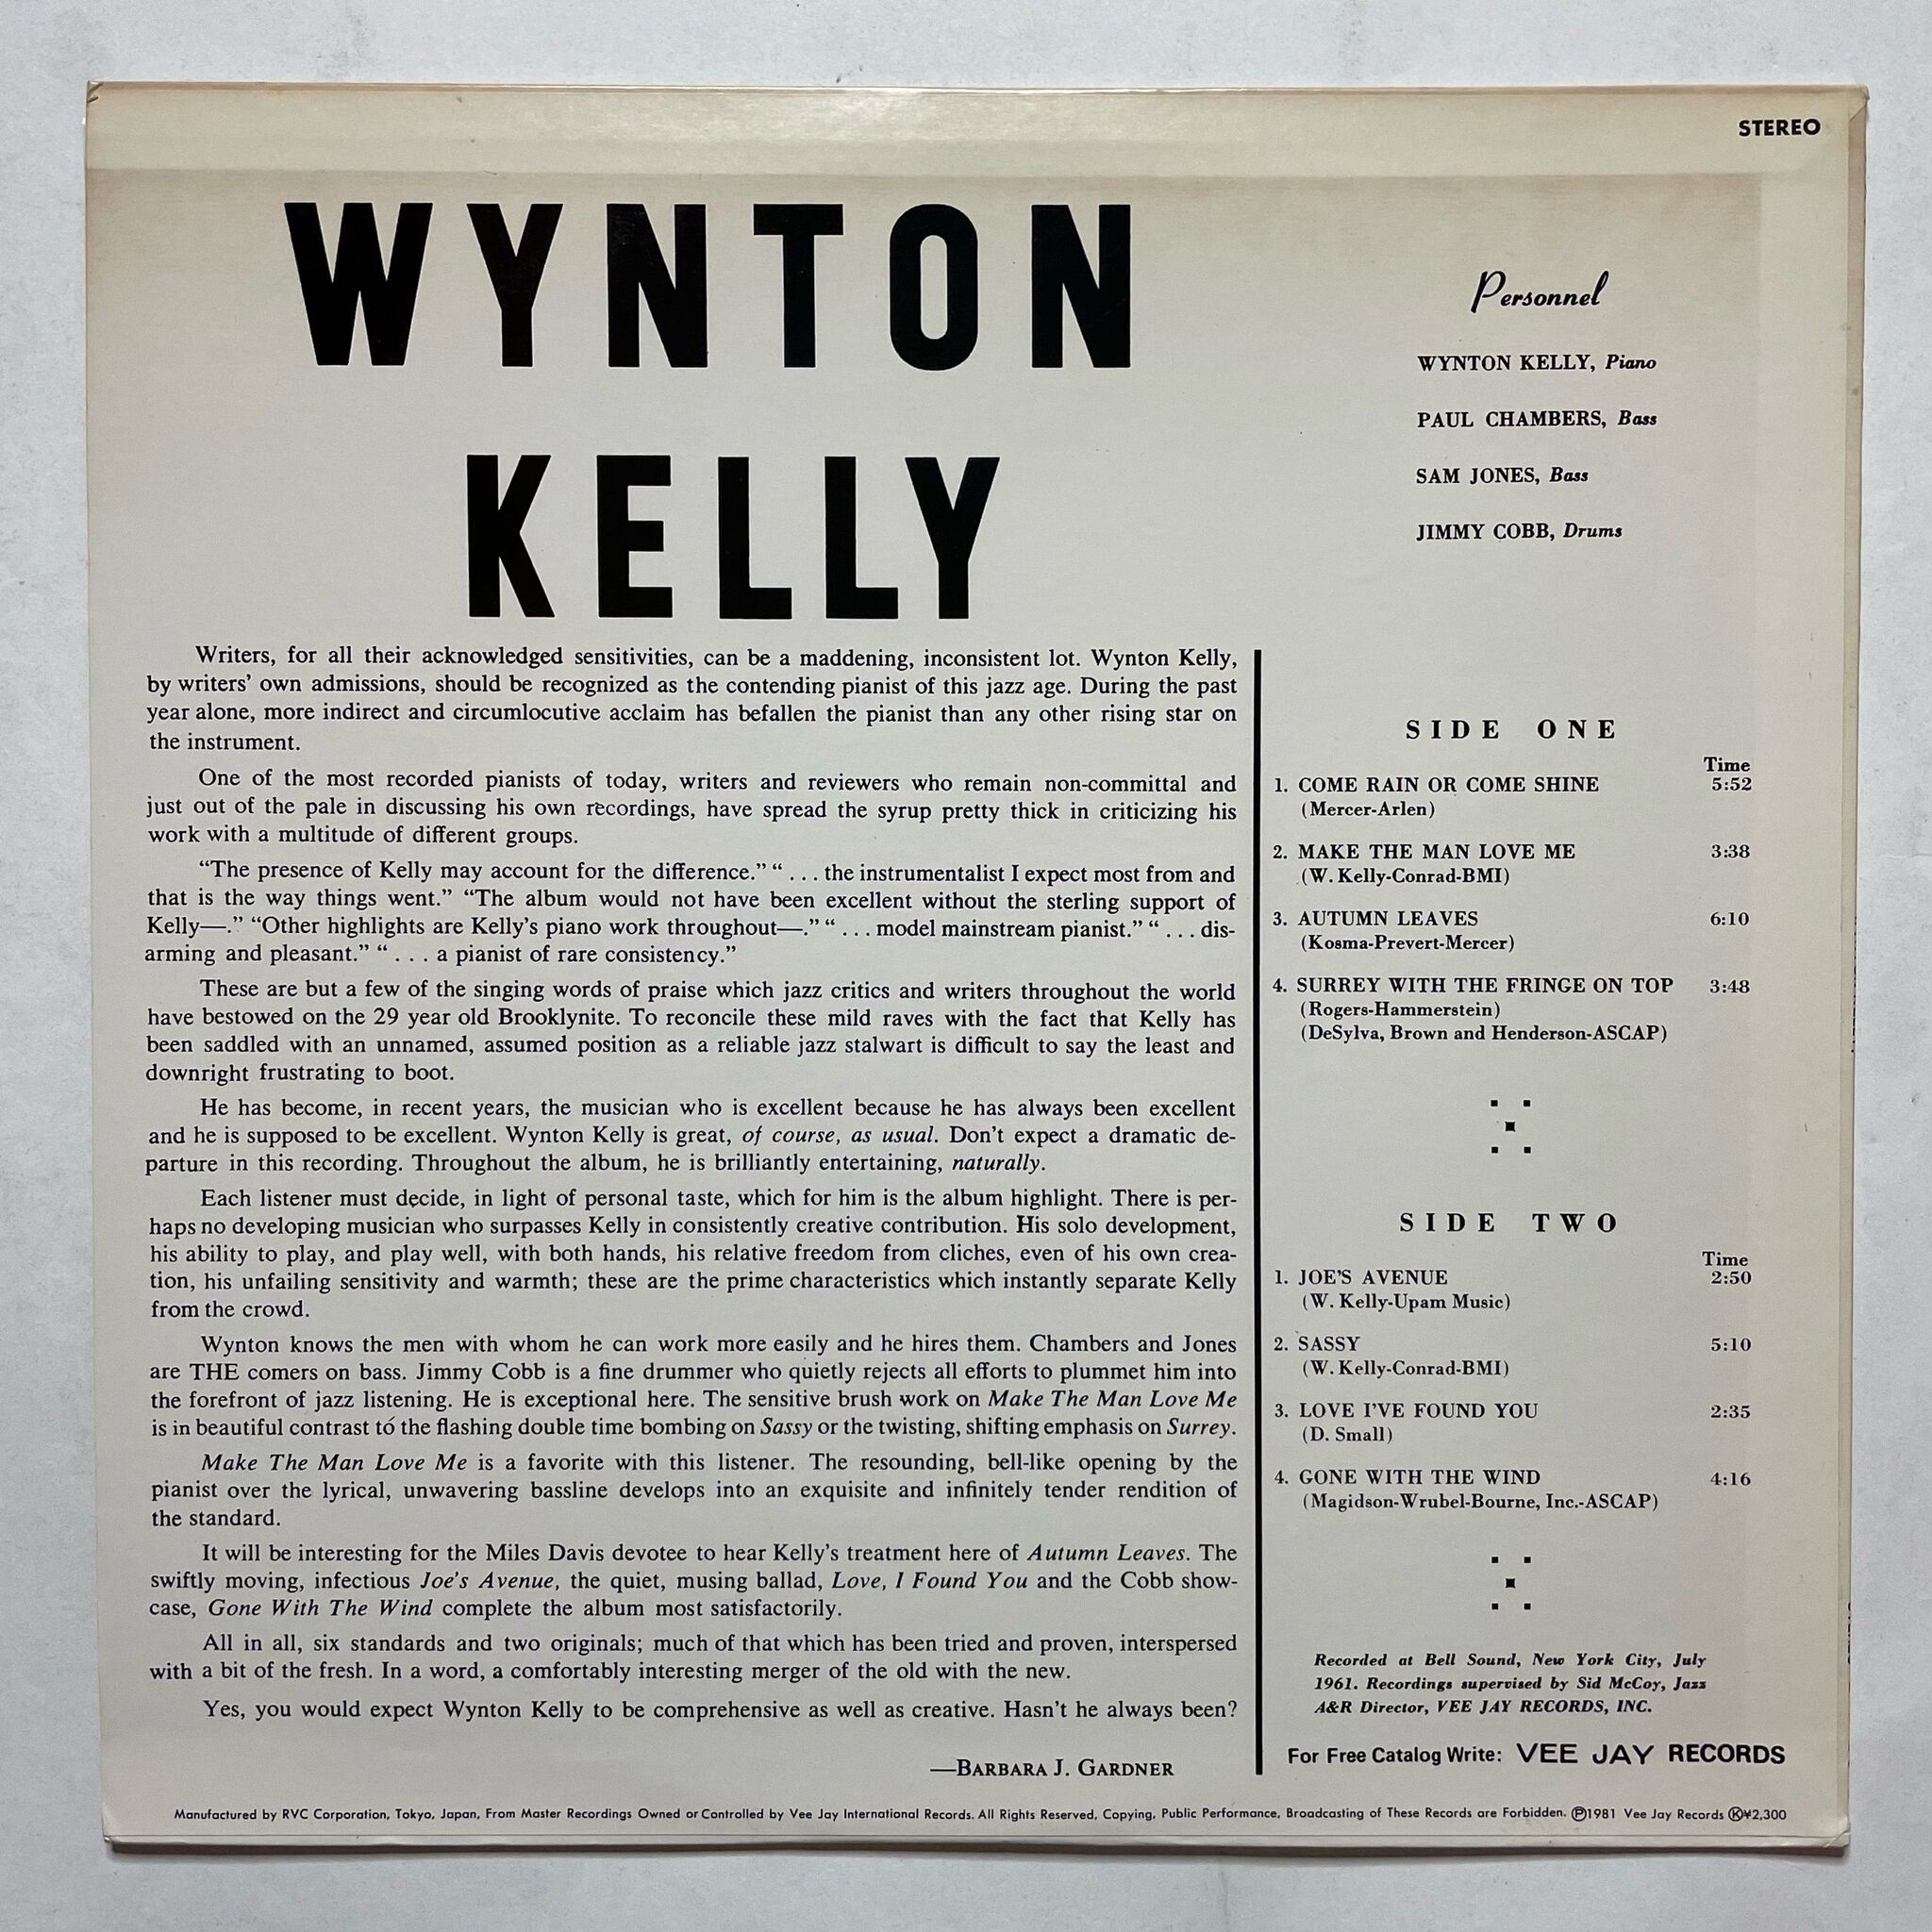 STEREO
WYNTON
KELLY
Writers, for all their acknowledged sensitivities, can be a maddening, inconsistent lot. Wynton Kelly,
by writers’ own admissions, should be recognized as the contending pianist of this jazz age. During the past
year alone, more indirect and circumlocutive acclaim has befallen the pianist than any other rising star on
the instrument.
One of the most recorded pianists of today, writers and reviewers who remain non-committal and
just out of the pale in discussing his own recordings, have spread the syrup pretty thick in criticizing his
work with a multitude of different groups.
“The presence of Kelly may account for the difference.” “ . . . the instrumentalist I expect most from and
that is the way things went.” “The album would not have been excellent without the sterling support of
Kelly—.” “Other highlights are Kelly’s piano work throughout—.” “ . . . model mainstream pianist.” “ . . . dis-
arming and pleasant.” “ . . . a pianist of rare consistency.”
These are but a few of the singing words of praise which jazz critics and writers throughout the world
have bestowed on the 29 year old Brooklynite. To reconcile these mild raves with the fact that Kelly has
been saddled with an unnamed, assumed position as a reliable jazz stalwart is difficult to say the least and
downright frustrating to boot.
He has become, in recent years, the musician who is excellent because he has always been excellent
and he is supposed to be excellent. Wynton Kelly is great, of course, as usual. Don’t expect a dramatic de-
parture in this recording. Throughout the album, he is brilliantly entertaining, naturally.
Each listener must decide, in light of personal taste, which for him is the album highlight. There is per-
haps no developing musician who surpasses Kelly in consistently creative contribution. His solo development,
his ability to play, and play well, with both hands, his relative freedom from cliches, even of his own crea-
tion, his unfailing sensitivity and warmth; these are the prime characteristics which instantly separate Kelly
from the crowd.
Wynton knows the men with whom he can work more easily and he hires them. Chambers and Jones
are THE comers on bass. Jimmy Cobb is a fine drummer who quietly rejects all efforts to plummet him into
the forefront of jazz listening. He is exceptional here. The sensitive brush work on Make The Man Love Me
is in beautiful contrast to the flashing double time bombing on Sassy or the twisting, shifting emphasis on Surrey.
Make The Man Love Me is a favorite with this listener. The resounding, bell-like opening by the
pianist over the lyrical, unwavering bassline develops into an exquisite and infinitely tender rendition of
the standard.
It will be interesting for the Miles Davis devotee to hear Kelly’s treatment here of Autumn Leaves. The
swiftly moving, infectious Joe’s Avenue, the quiet, musing ballad, Love, I Found You and the Cobb show-
case, Gone With The Wind complete the album most satisfactorily.
All in all, six standards and two originals; much of that which has been tried and proven, interspersed
with a bit of the fresh. In a word, a comfortably interesting merger of the old with the new.
Yes, you would expect Wynton Kelly to be comprehensive as well as creative. Hasn’t he always been?
—BARBARA J. GARDNER
Personnel
WYNTON KELLY, Piano
PAUL CHAMBERS, Bass
SAM JONES, Bass
JIMMY COBB, Drums
SIDE ONE
Time
1. COME RAIN OR COME SHINE 5:52
(Mercer-Arlen)
2. MAKE THE MAN LOVE ME 3:38
(W. Kelly-Conrad-BMI)
3. AUTUMN LEAVES 6:10
(Kosma-Prevert-Mercer)
4. SURREY WITH THE FRINGE ON TOP 3:48
(Rogers-Hammerstein)
(DeSylva, Brown and Henderson-ASCAP)
SIDE TWO
Time
1. JOE’S AVENUE 2:50
(W. Kelly-Upam Music)
2. SASSY 5:10
(W. Kelly-Conrad-BMI)
3. LOVE I’VE FOUND YOU 2:35
(D. Small)
4. GONE WITH THE WIND 4:16
(Magidson-Wrubel-Bourne, Inc.-ASCAP)
Recorded at Bell Sound, New York City, July
1961. Recordings supervised by Sid McCoy, Jazz
A&R Director, VEE JAY RECORDS, INC.
For Free Catalog Write: VEE JAY RECORDS
Manufactured by RVC Corporation, Tokyo, Japan, From Master Recordings Owned or Controlled by Vee Jay International Records. All Rights Reserved, Copying, Public Performance, Broadcasting of These Records are Forbidden. Ⓟ1981 Vee Jay Records Ⓚ¥2,300